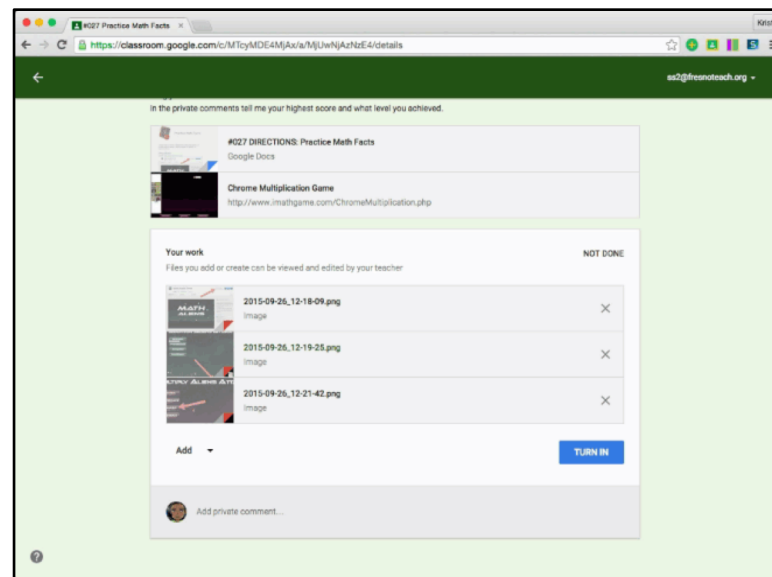 #027 Practice Math Facts
Krist
https://classroom.google.com/c/MTcyMDE4MjAx/a/MjUwNjAzNzE4/details
ss2@fresnoteach.org
In the private comments tell me your highest score and what level you achieved.
#027 DIRECTIONS: Practice Math Facts
Google Docs
Chrome Multiplication Game
http://www.imathgame.com/ChromeMultiplication.php
Your work
NOT DONE
Files you add or create can be viewed and edited by your teacher
MATH
ALIENS
2015-09-26_12-18-09.png
Image
2015-09-26_12-19-25.png
Image
2015-09-26_12-21-42.png
Image
Add
TURN IN
Add private comment...